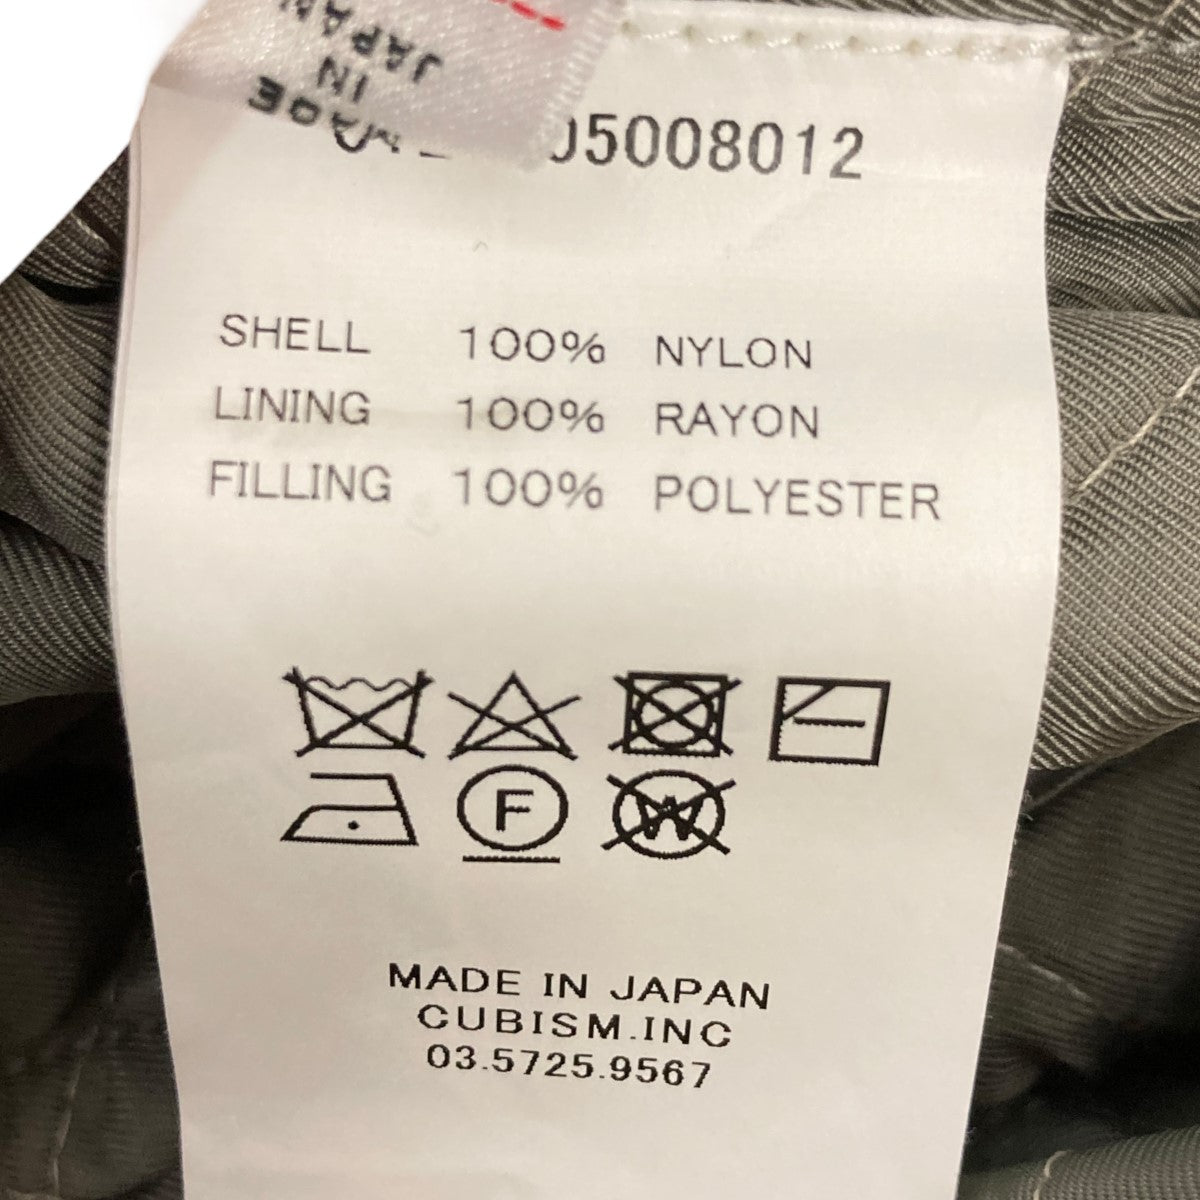 MADE
IN
JAPAN
5008012
SHELL 100% NYLON
LINING 100% RAYON
FILLING 100% POLYESTER
F
W
MADE IN JAPAN
CUBISM.INC
03.5725.9567